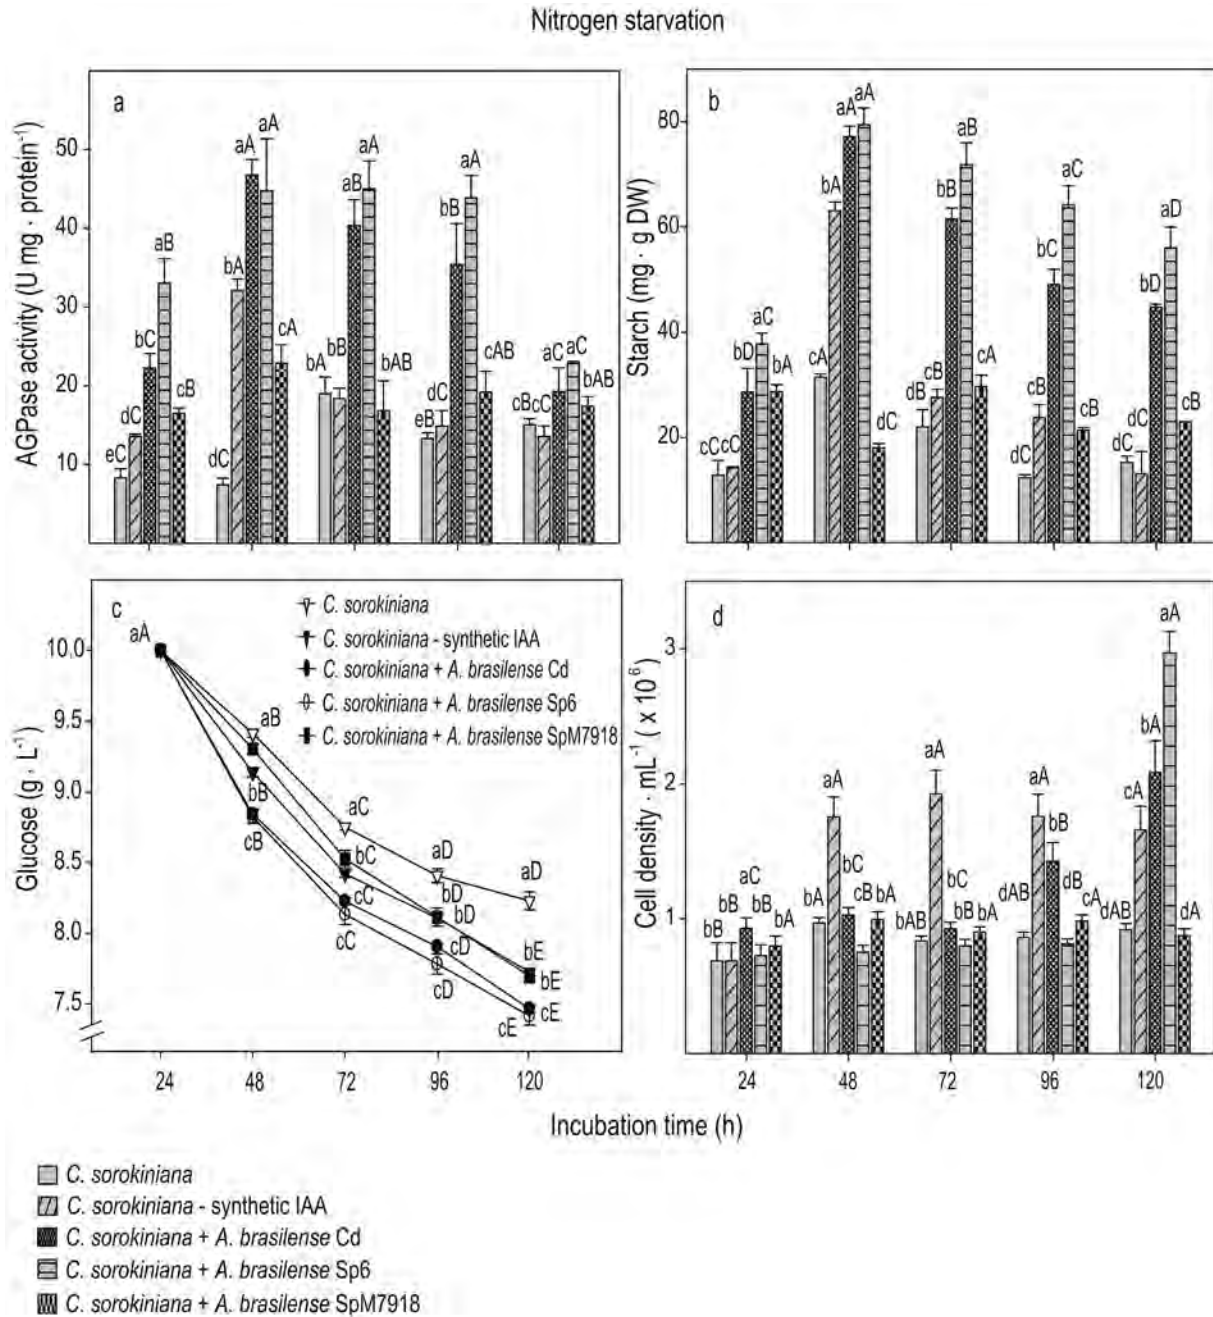 Nitrogen starvation
a
AGPase activity (U mg · protein⁻¹)
50
40
30
20
10
eC dC bC aB cB
dC bA aA aA cA
bA bB aB aA bAB
eB dC bB aA cAB
cB cC aC aC bAB
b
Starch (mg · g DW)
80
60
40
20
cC cC bD aC bA
cA bA aA aA dC
dB cB bB aB cA
dC cB bC aC cB
dC dC bD aD cB
c
Glucose (g · L⁻¹)
10.0
9.5
9.0
8.5
8.0
7.5
C. sorokiniana
C. sorokiniana - synthetic IAA
C. sorokiniana + A. brasilense Cd
C. sorokiniana + A. brasilense Sp6
C. sorokiniana + A. brasilense SpM7918
aA
aB
bB
cB
aC
bC
cC
cC
aD
bD
bD
cD
cD
aD
bE
bE
cE
cE
24 48 72 96 120
d
Cell density · mL⁻¹ ( x 10⁶)
3
2
1
bB bB aC bB bA
bA aA bC cB bA
bAB aA bC bB bA
dAB aA bB dB cA
dAB cA bA aA dA
24 48 72 96 120
Incubation time (h)
C. sorokiniana
C. sorokiniana - synthetic IAA
C. sorokiniana + A. brasilense Cd
C. sorokiniana + A. brasilense Sp6
C. sorokiniana + A. brasilense SpM7918